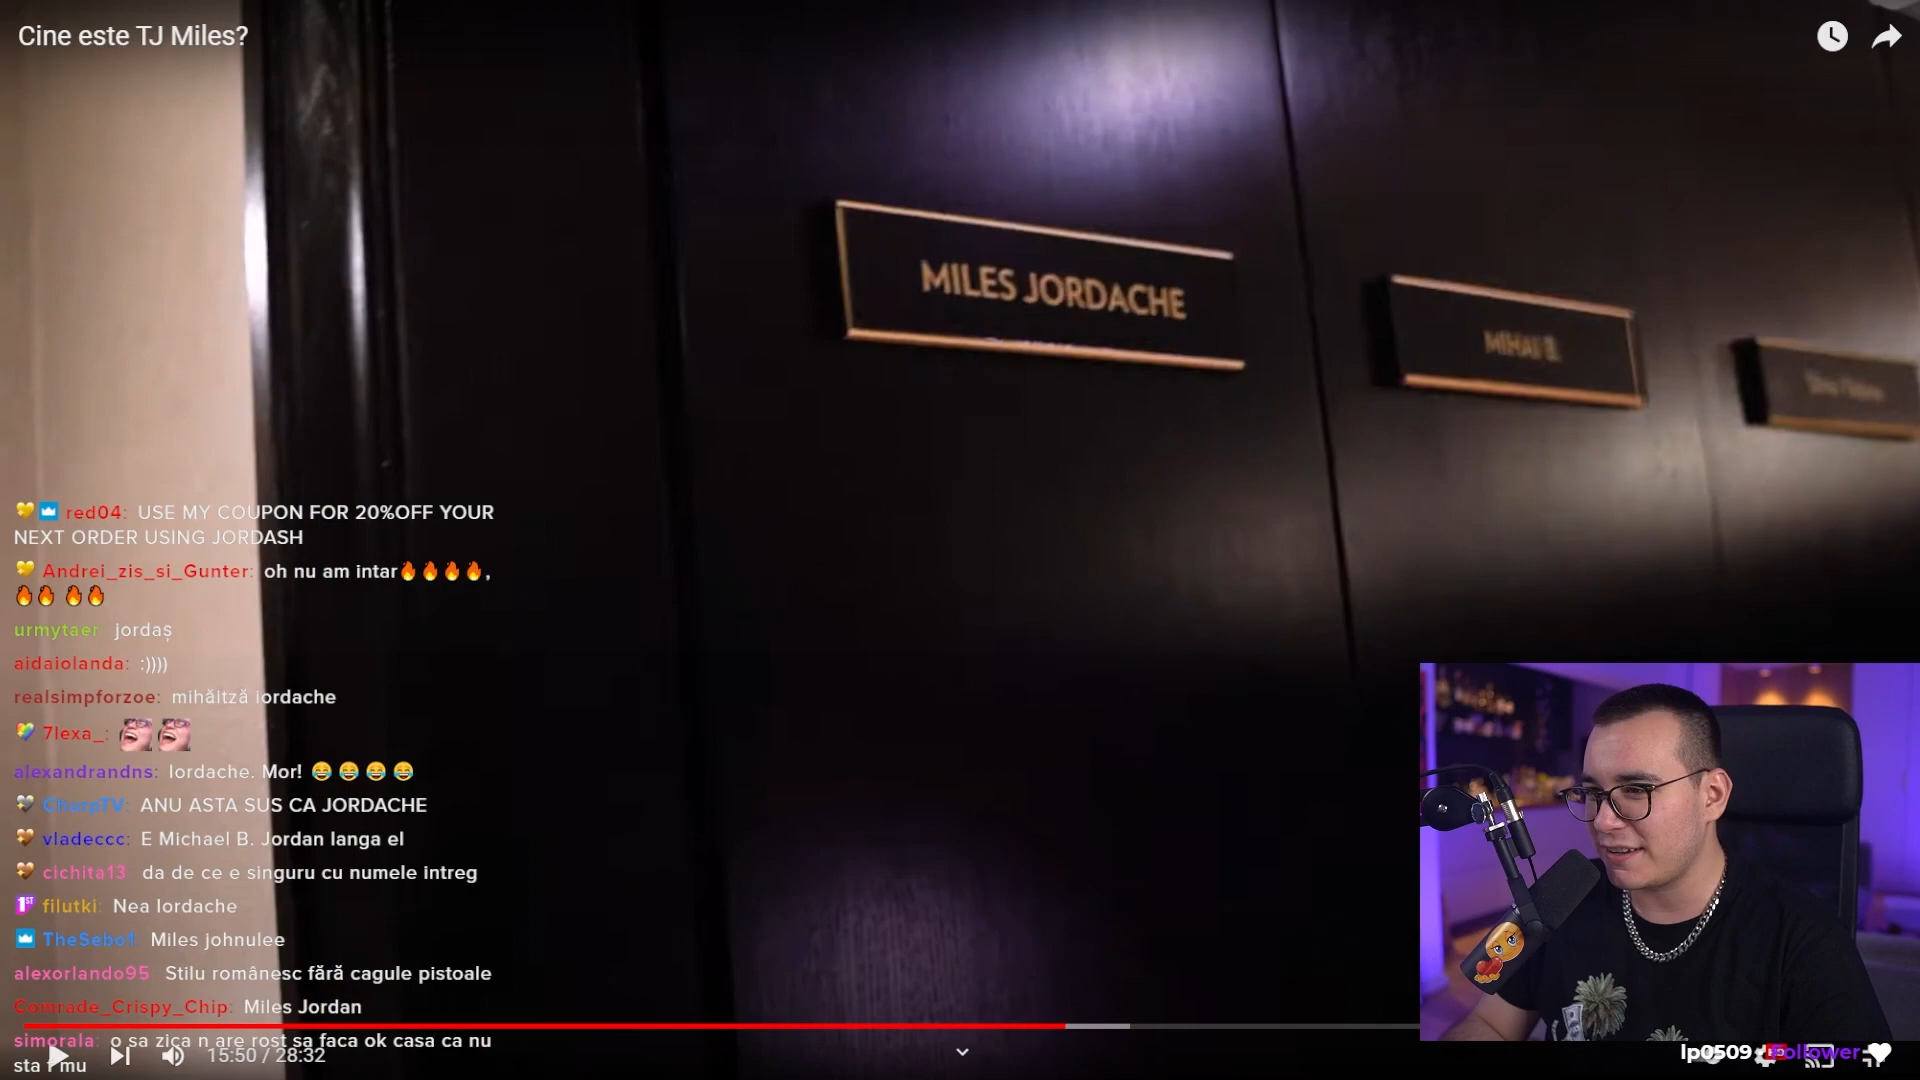 Cine este TJ Miles?
MILES JORDACHE
red04: USE MY COUPON FOR 20%OFF YOUR
NEXT ORDER USING JORDASH
Andrei_zis_si_Gunter: oh nu am intar🔥🔥🔥🔥,
🔥🔥 🔥🔥
urmytaer: jordaș
aidaiolanda: :))))
realsimpforzoe: mihăitză iordache
7lexa_:
alexandrandns: Iordache. Mor! 😂 😂 😂 😂
ChurpTV: ANU ASTA SUS CA JORDACHE
vladeccc: E Michael B. Jordan langa el
cichita13: da de ce e singuru cu numele intreg
filutki: Nea Iordache
TheSebo1: Miles johnulee
alexorlando95: Stilu românesc fără cagule pistoale
Comrade_Crispy_Chip: Miles Jordan
simorala: o sa zica n are rost sa faca ok casa ca nu
sta mu
15:50 / 28:32
lp0509 Follower